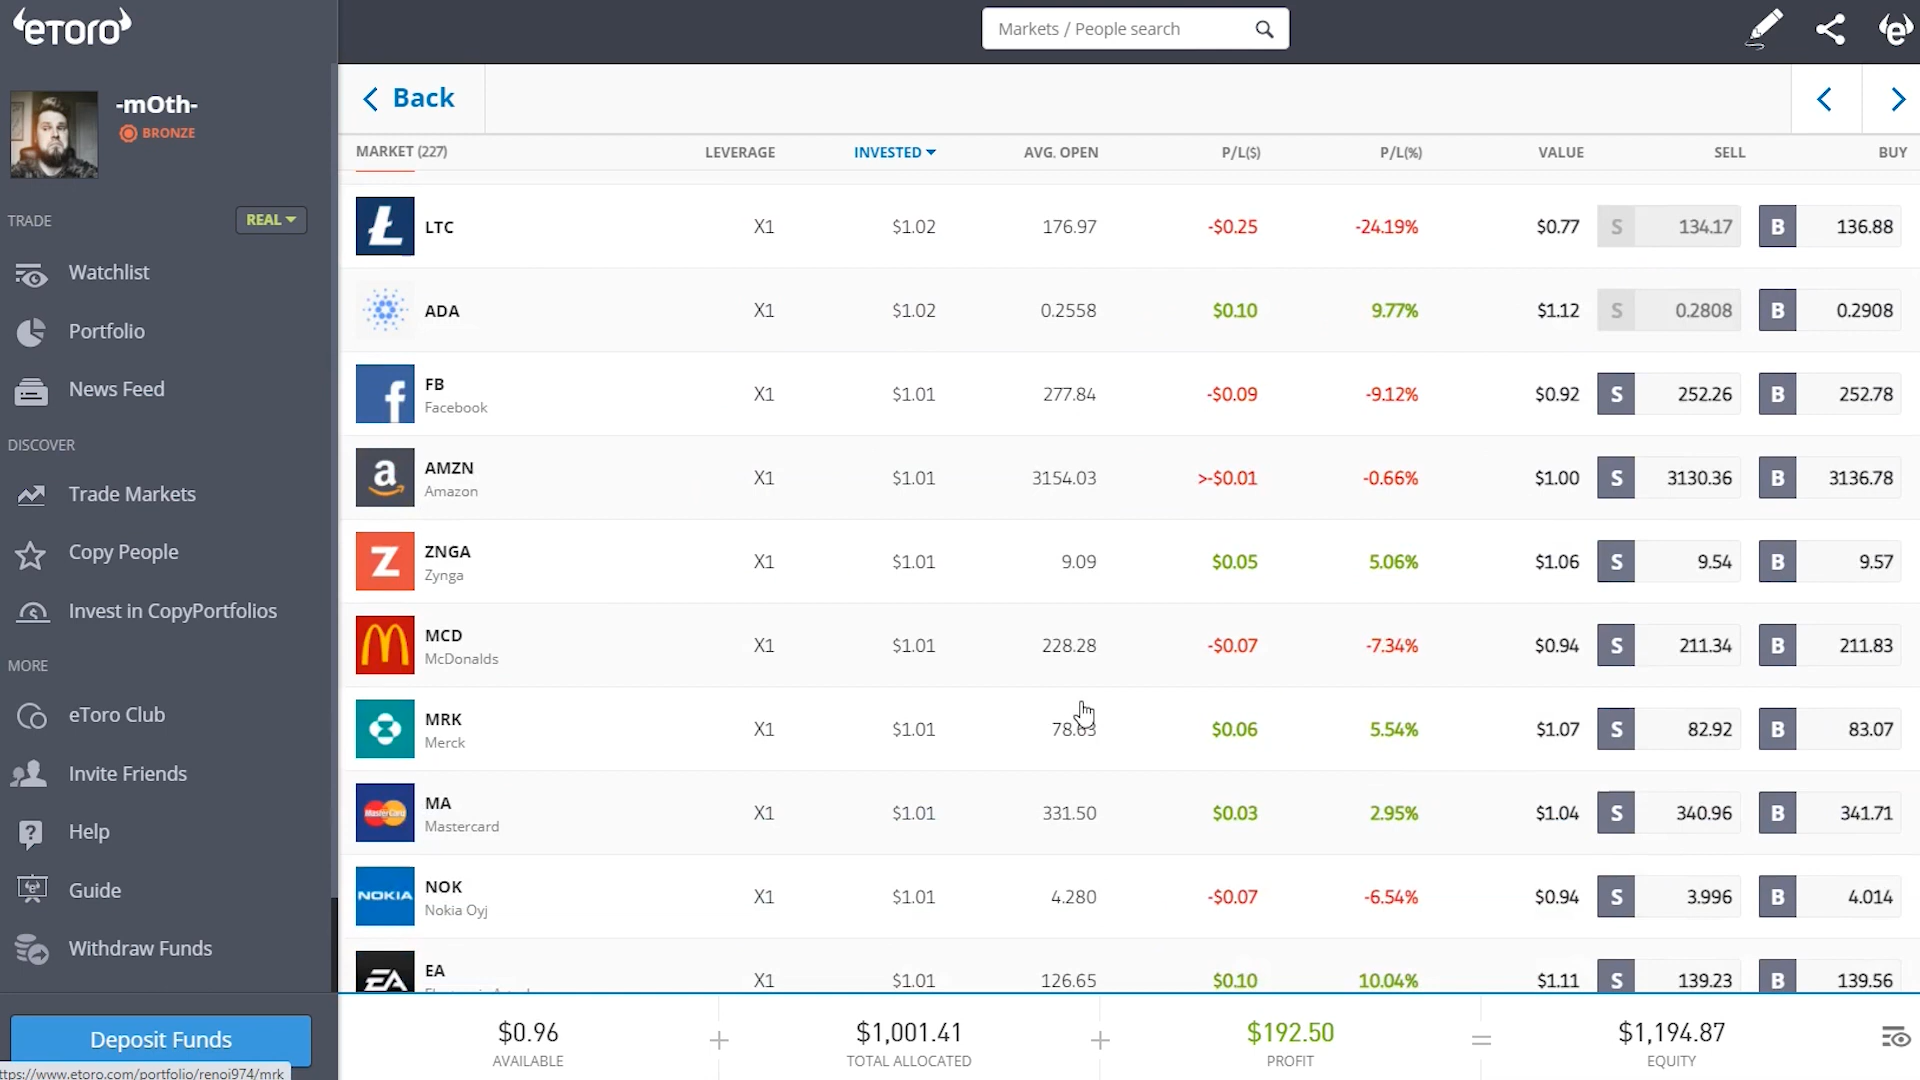 eToro
Markets / People search
-mOth-
BRONZE
TRADE
REAL
Watchlist
Portfolio
News Feed
DISCOVER
Trade Markets
Copy People
Invest in CopyPortfolios
MORE
eToro Club
Invite Friends
Help
Guide
Withdraw Funds
Deposit Funds
ttps://www.etoro.com/portfolio/renoi974/mrk
Back
MARKET (227) LEVERAGE INVESTED AVG. OPEN P/L($) P/L(%) VALUE SELL BUY
LTC X1 $1.02 176.97 -$0.25 -24.19% $0.77 S 134.17 B 136.88
ADA X1 $1.02 0.2558 $0.10 9.77% $1.12 S 0.2808 B 0.2908
FB X1 $1.01 277.84 -$0.09 -9.12% $0.92 S 252.26 B 252.78
Facebook
AMZN X1 $1.01 3154.03 >-$0.01 -0.66% $1.00 S 3130.36 B 3136.78
Amazon
ZNGA X1 $1.01 9.09 $0.05 5.06% $1.06 S 9.54 B 9.57
Zynga
MCD X1 $1.01 228.28 -$0.07 -7.34% $0.94 S 211.34 B 211.83
McDonalds
MRK X1 $1.01 $0.06 5.54% $1.07 S 82.92 B 83.07
Merck
MasterCard
MA X1 $1.01 331.50 $0.03 2.95% $1.04 S 340.96 B 341.71
Mastercard
NOKIA
NOK X1 $1.01 4.280 -$0.07 -6.54% $0.94 S 3.996 B 4.014
Nokia Oyj
EA X1 $1.01 126.65 $0.10 10.04% $1.11 S 139.23 B 139.56
$0.96 + $1,001.41 + $192.50 = $1,194.87
AVAILABLE TOTAL ALLOCATED PROFIT EQUITY